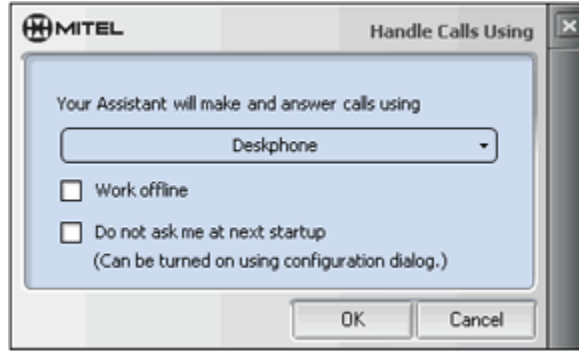 MITEL
Handle Calls Using
Your Assistant will make and answer calls using
Deskphone
Work offline
Do not ask me at next startup
(Can be turned on using configuration dialog.)
OK
Cancel